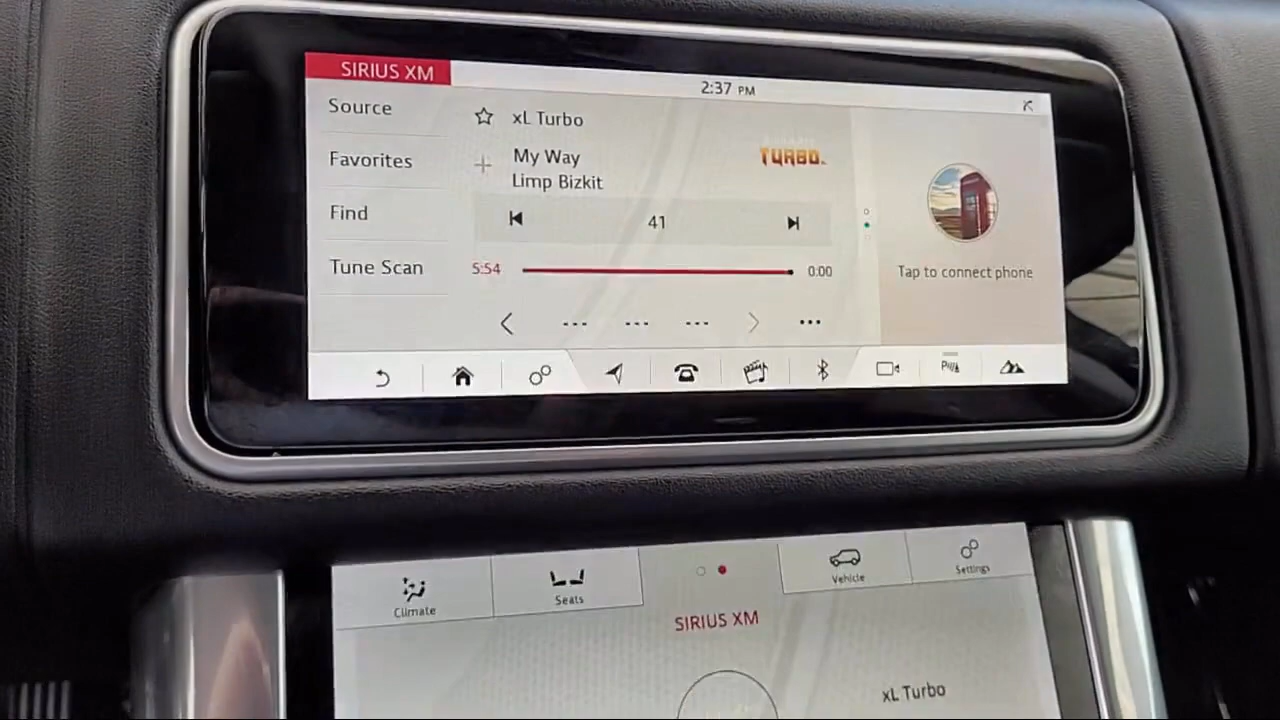 SIRIUS XM
2:37 PM
Source
xL Turbo
TURBO
Favorites
My Way
Limp Bizkit
Find
41
Tune Scan
5:54
0:00
Tap to connect phone
Climate
Seats
Vehicle
Settings
SIRIUS XM
xL Turbo